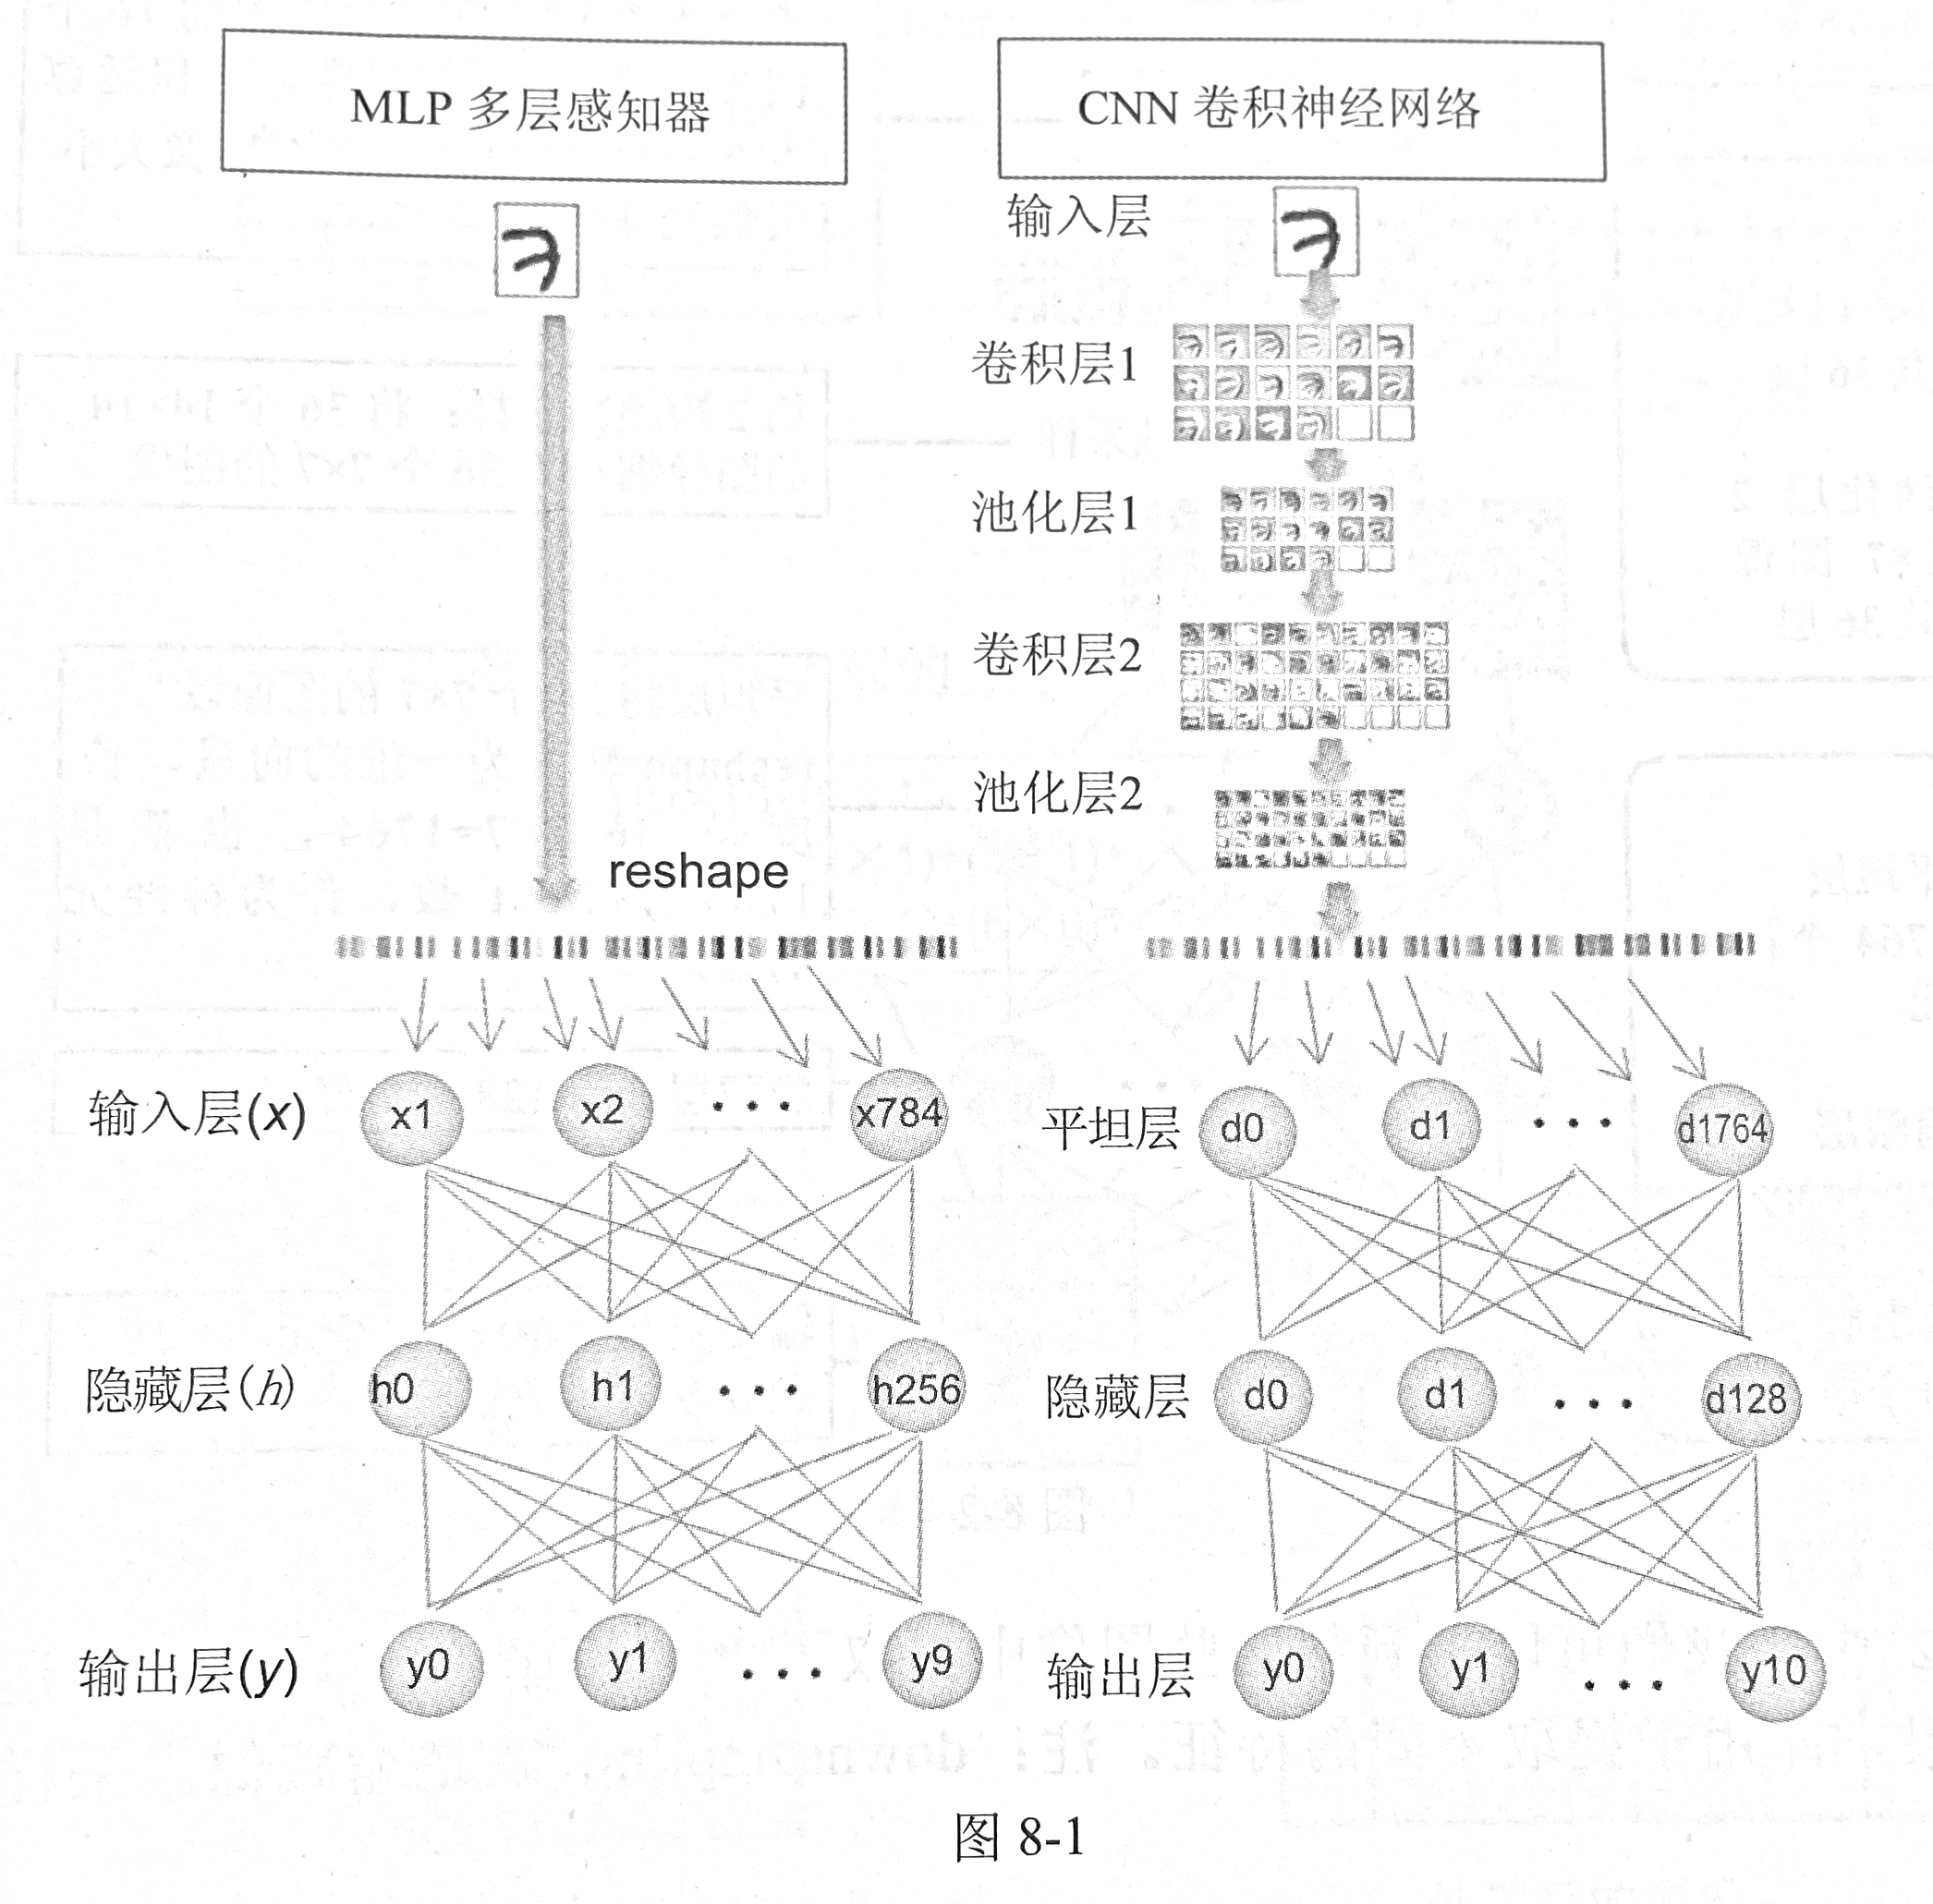 MLP 多层感知器
CNN 卷积神经网络
输入层
卷积层1
池化层1
卷积层2
池化层2
reshape
输入层(x) x1 x2 ... x784
隐藏层(h) h0 h1 ... h256
输出层(y) y0 y1 ... y9
平坦层 d0 d1 ... d1764
隐藏层 d0 d1 ... d128
输出层 y0 y1 ... y10
图 8-1